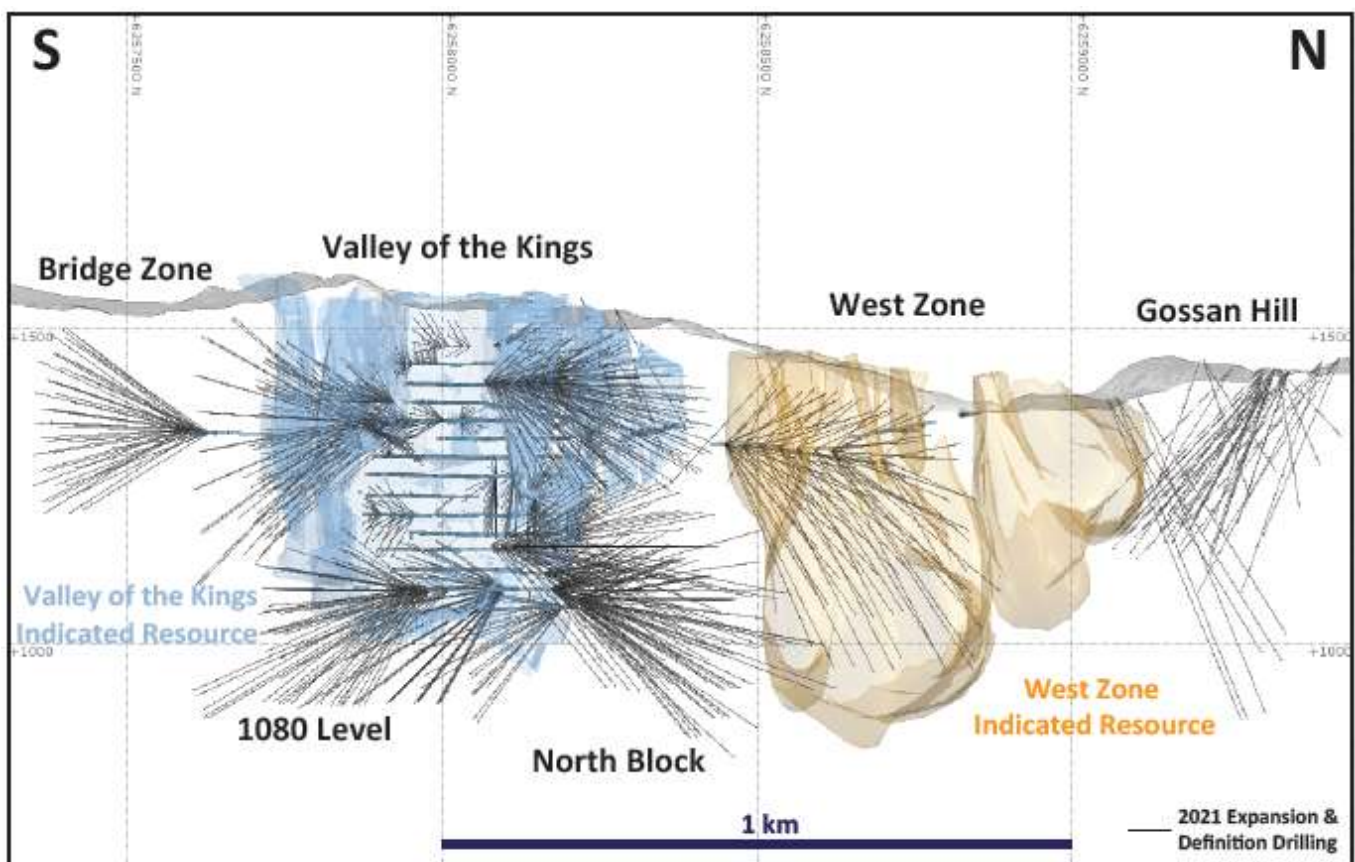 S
N
6257500 N
6258000 N
6258500 N
6259000 N
Valley of the Kings
Bridge Zone
West Zone
Gossan Hill
+1500
+1500
Valley of the Kings
Indicated Resource
+1000
+1000
West Zone
Indicated Resource
1080 Level
North Block
1 km
2021 Expansion &
Definition Drilling